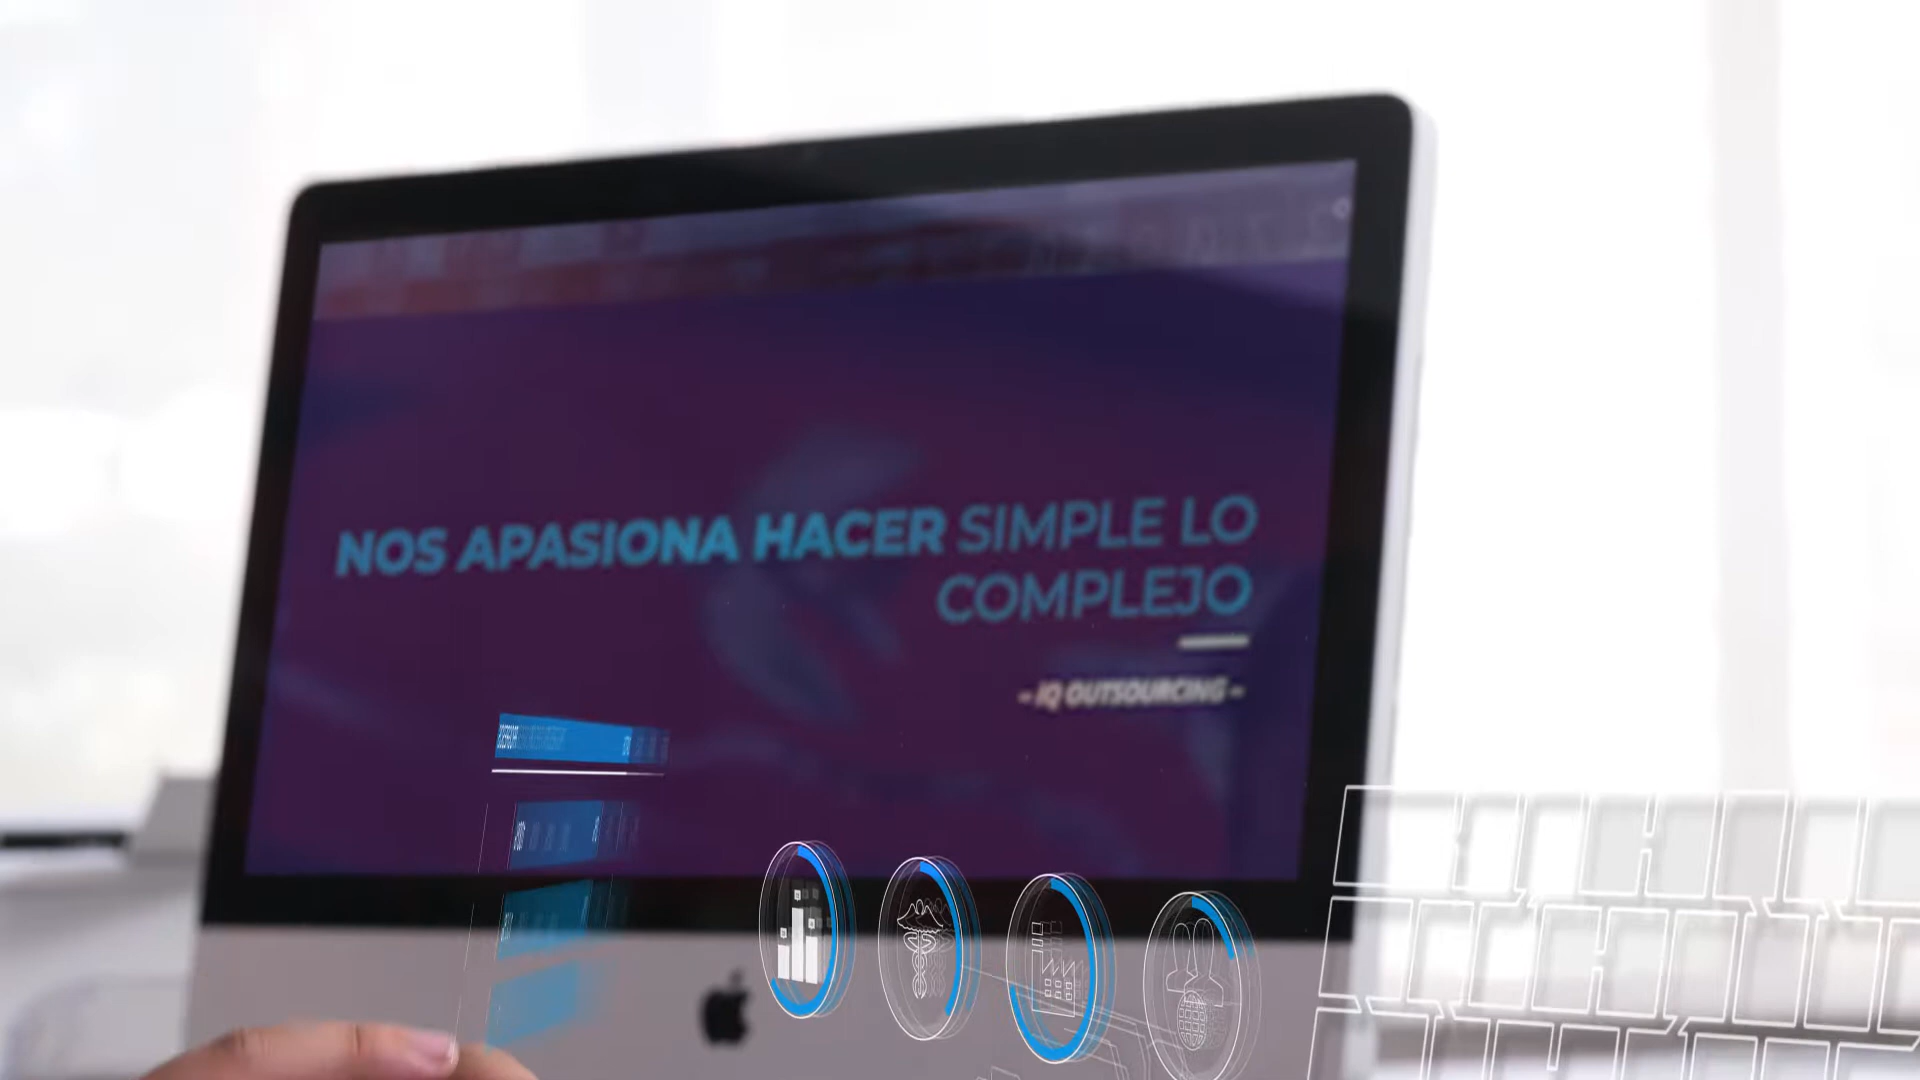 NOS APASIONA HACER SIMPLE LO
COMPLEJO
- IQ OUTSOURCING -